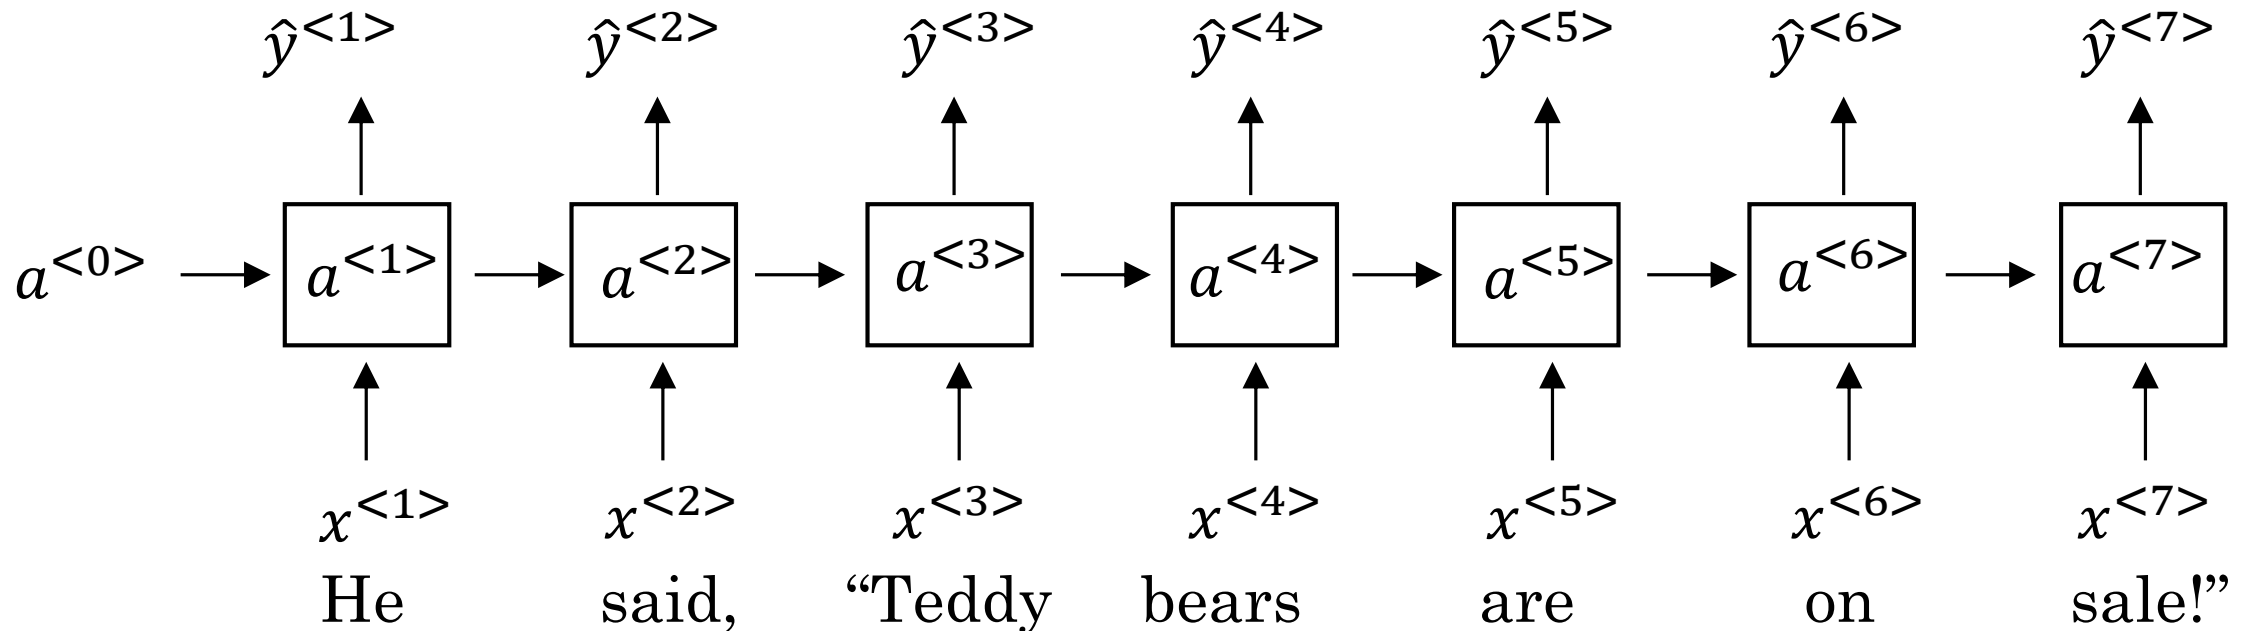 ŷ<1> ŷ<2> ŷ<3> ŷ<4> ŷ<5> ŷ<6> ŷ<7>
a<0> a<1> a<2> a<3> a<4> a<5> a<6> a<7>
x<1> x<2> x<3> x<4> x<5> x<6> x<7>
He said, “Teddy bears are on sale!”